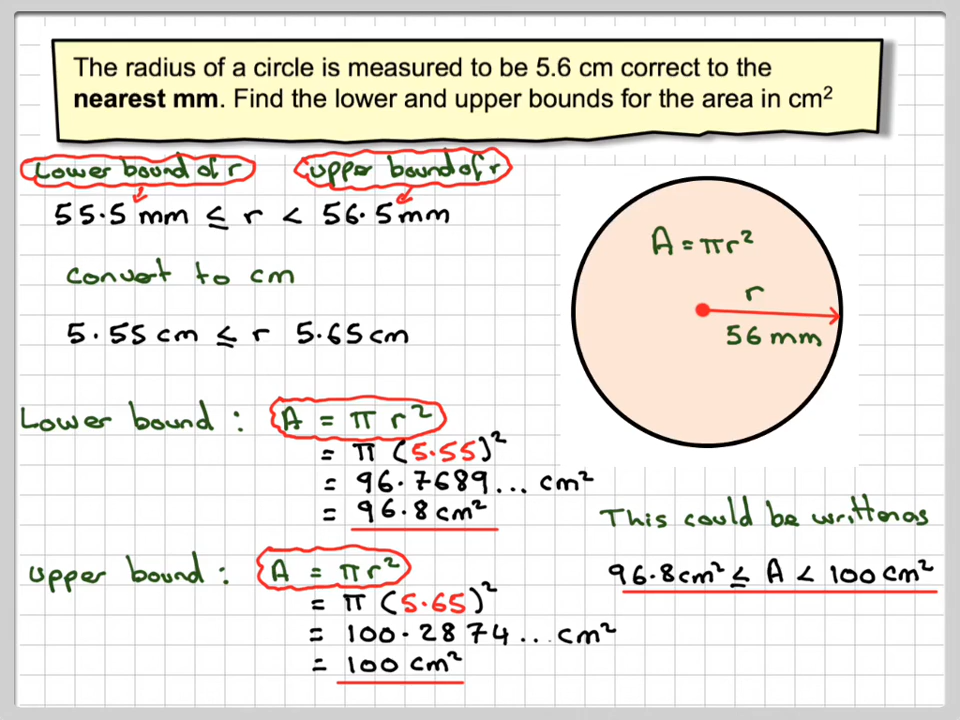 The radius of a circle is measured to be 5.6 cm correct to the
nearest mm. Find the lower and upper bounds for the area in cm²
Lower bound of r
upper bound of r
55.5 mm ≤ r < 56.5 mm
convert to cm
5.55 cm ≤ r 5.65 cm
A = πr²
r
56 mm
Lower bound : A = π r²
= π (5.55)²
= 96.7689... cm²
= 96.8 cm²
upper bound : A = πr²
= π (5.65)²
= 100.2874... cm²
= 100 cm²
This could be written as
96.8 cm² ≤ A < 100 cm²